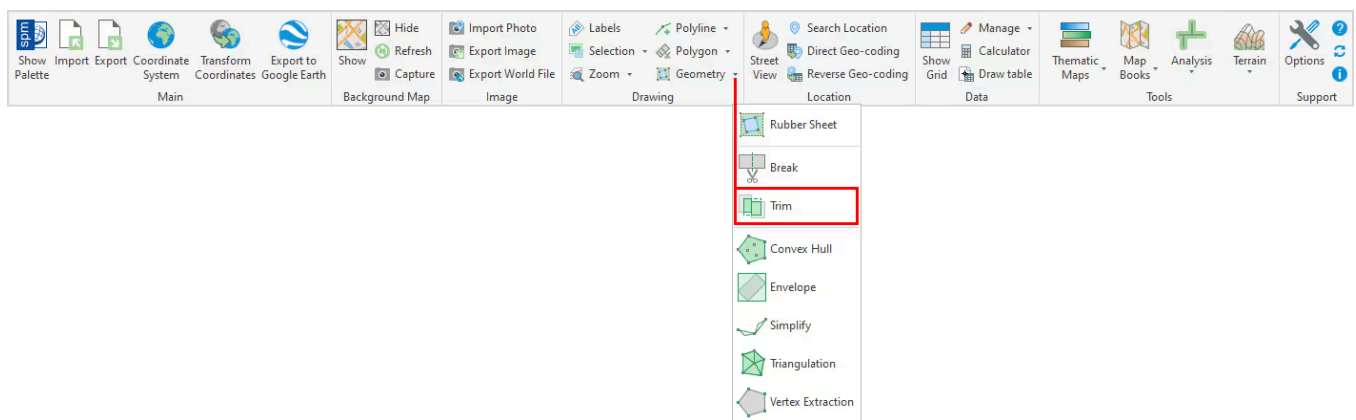 spm
Hide
Import Photo
Labels
Polyline
Search Location
Manage
Refresh
Export Image
Selection
Polygon
Direct Geo-coding
Calculator
Capture
Export World File
Zoom
Geometry
Reverse Geo-coding
Draw table
Show Palette
Import
Export
Coordinate System
Transform Coordinates
Export to Google Earth
Show
Street View
Show Grid
Thematic Maps
Map Books
Analysis
Terrain
Options
Main
Background Map
Image
Drawing
Location
Data
Tools
Support
Rubber Sheet
Break
Trim
Convex Hull
Envelope
Simplify
Triangulation
Vertex Extraction